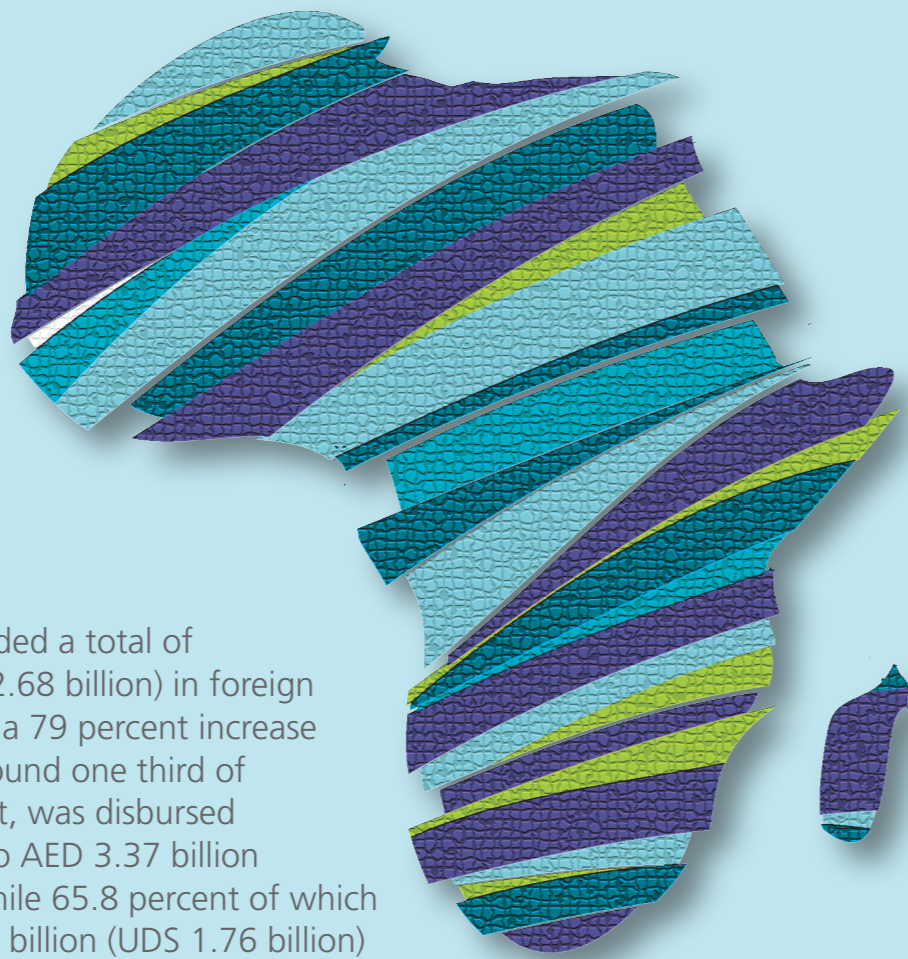 ded a total of
2.68 billion) in foreign
a 79 percent increase
ound one third of
t, was disbursed
o AED 3.37 billion
hile 65.8 percent of which
billion (UDS 1.76 billion)